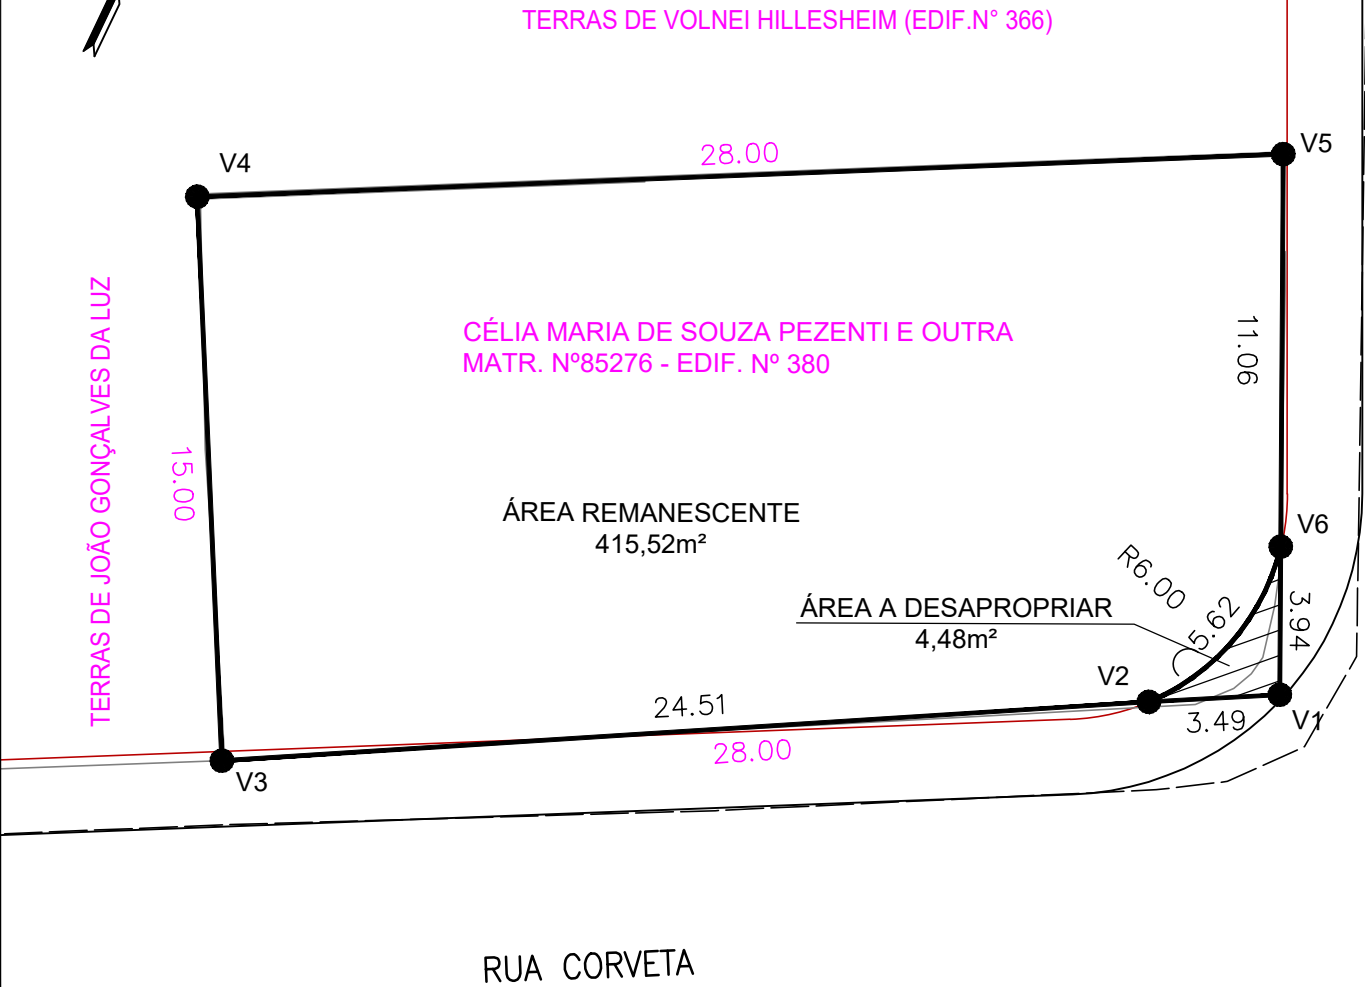 TERRAS DE VOLNEI HILLESHEIM (EDIF.N° 366)
V4
28.00
V5
TERRAS DE JOÃO GONÇALVES DA LUZ
15.00
CÉLIA MARIA DE SOUZA PEZENTI E OUTRA
MATR. Nº85276 - EDIF. Nº 380
11.06
ÁREA REMANESCENTE
415,52m²
V6
R6.00
ÁREA A DESAPROPRIAR
4,48m²
5.62
3.94
V2
24.51
3.49
V1
28.00
V3
RUA CORVETA